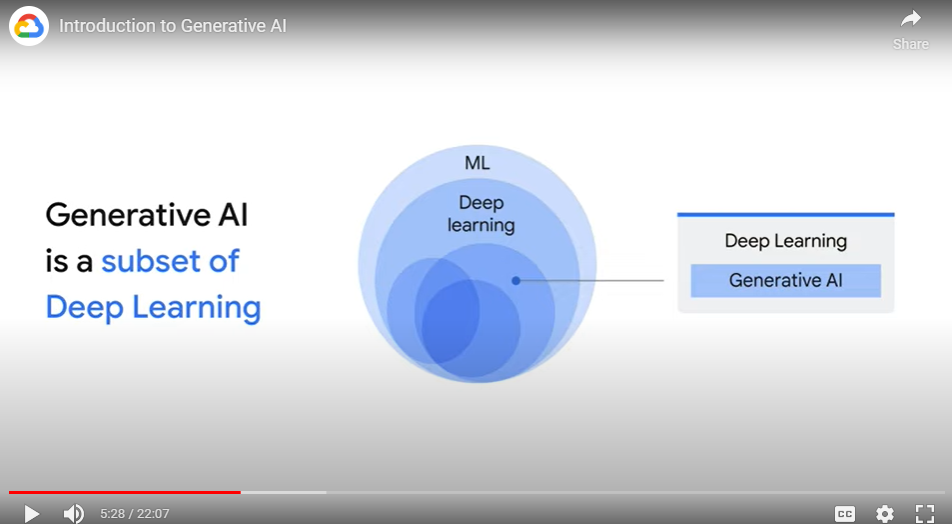 Introduction to Generative AI
Share
Generative AI
is a subset of
Deep Learning
ML
Deep
learning
Deep Learning
Generative AI
5:28 / 22:07
CC